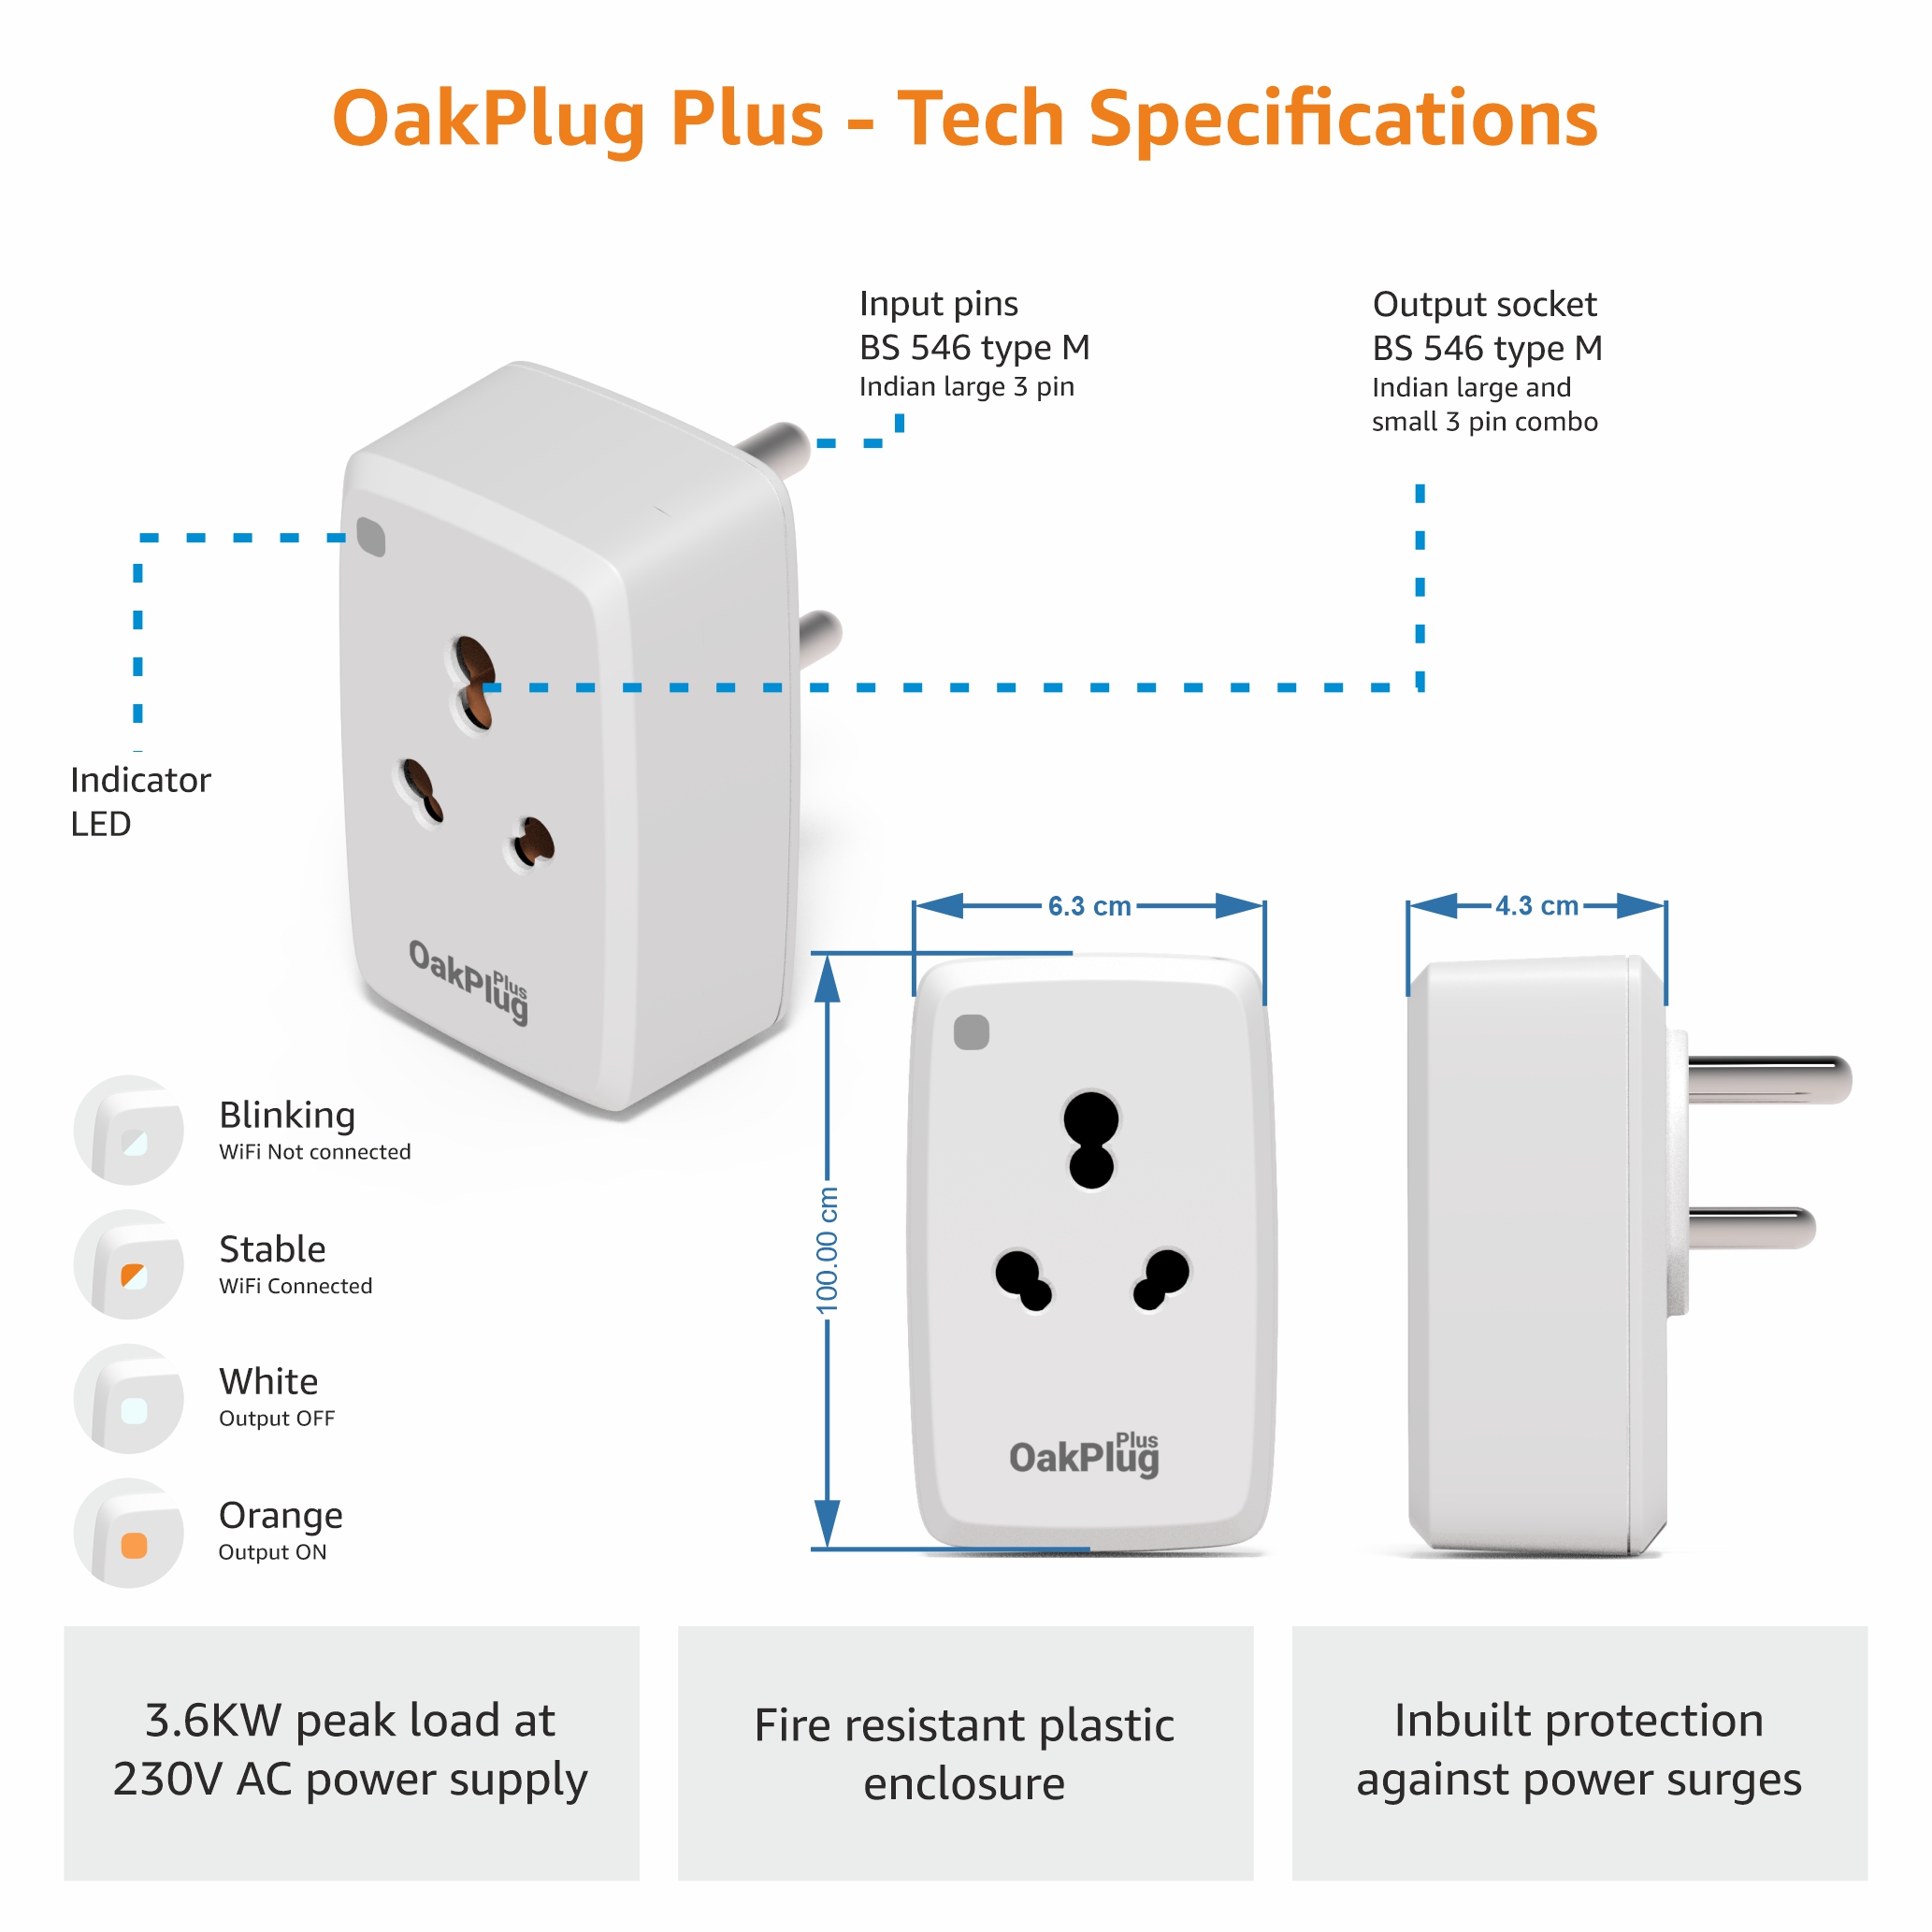 OakPlug Plus - Tech Specifications
Input pins
BS 546 type M
Indian large 3 pin
Output socket
BS 546 type M
Indian large and
small 3 pin combo
Indicator
LED
OakPlug Plus
6.3 cm
4.3 cm
100.00 cm
OakPlug Plus
Blinking
WiFi Not connected
Stable
WiFi Connected
White
Output OFF
Orange
Output ON
3.6KW peak load at
230V AC power supply
Fire resistant plastic
enclosure
Inbuilt protection
against power surges